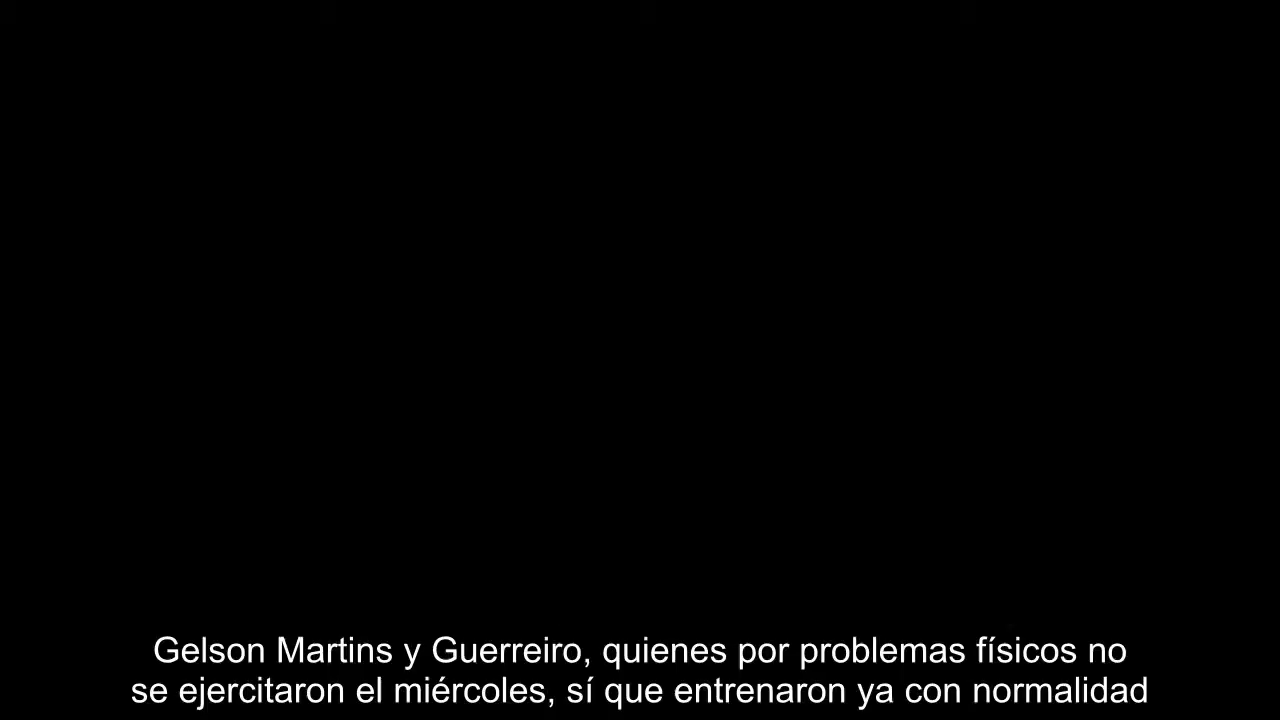 Gelson Martins y Guerreiro, quienes por problemas físicos no
se ejercitaron el miércoles, sí que entrenaron ya con normalidad